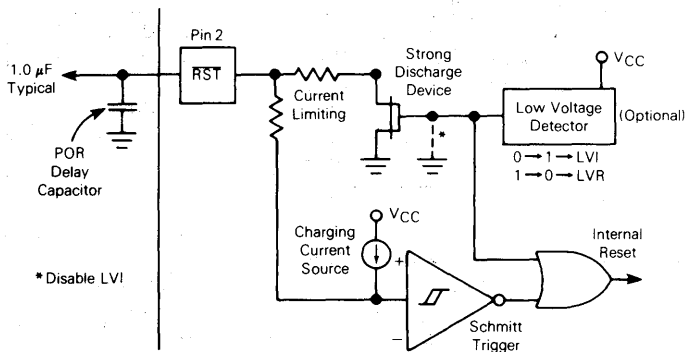 Pin 2
RST
1.0 μF
Typical
POR
Delay
Capacitor
Current
Limiting
Strong
Discharge
Device
*
VCC
Low Voltage
Detector
(Optional)
0→1→LVI
1→0→LVR
Charging
Current
Source
VCC
+
−
Schmitt
Trigger
Internal
Reset
*Disable LVI